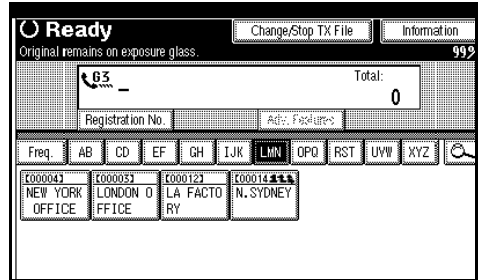 Ready
Change/Stop TX File
Information
Original remains on exposure glass.
99%
G3
Total:
0
Registration No.
Adv. Features
Freq.
AB
CD
EF
GH
IJK
LMN
OPQ
RST
UVW
XYZ
[00004]
NEW YORK
OFFICE
[00003]
LONDON O
FFICE
[00012]
LA FACTO
RY
[00014
N.SYDNEY